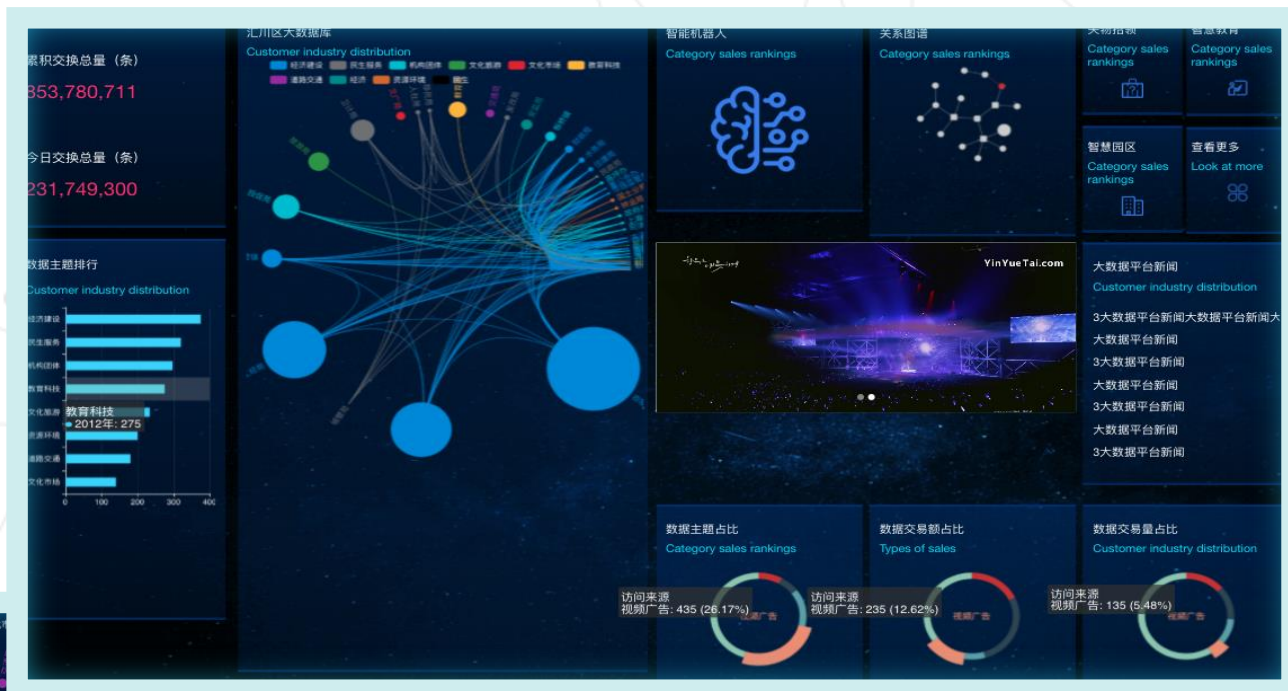 累积交换总量（条）
853,780,711
今日交换总量（条）
231,749,300
数据主题排行
Customer industry distribution
经济建设
民生服务
机构团体
教育科技
文化旅游
资源环境
道路交通
文化市场
教育科技
2012年: 275
0 100 200 300 400
汇川区大数据库
Customer industry distribution
经济建设 民生服务 机构团体 文化旅游 文化市场 教育科技
道路交通 经济 资源环境
智能机器人
Category sales rankings
关系图谱
Category sales rankings
失物招领
Category sales
rankings
智慧教育
Category sales
rankings
智慧园区
Category sales
rankings
查看更多
Look at more
YinYueTai.com
大数据平台新闻
Customer industry distribution
3大数据平台新闻大数据平台新闻大
大数据平台新闻
3大数据平台新闻
大数据平台新闻
3大数据平台新闻
大数据平台新闻
3大数据平台新闻
数据主题占比
Category sales rankings
访问来源
视频广告: 435 (26.17%)
视频广告
数据交易额占比
Types of sales
访问来源
视频广告: 235 (12.62%)
视频广告
数据交易量占比
Customer industry distribution
访问来源
视频广告: 135 (5.48%)
视频广告